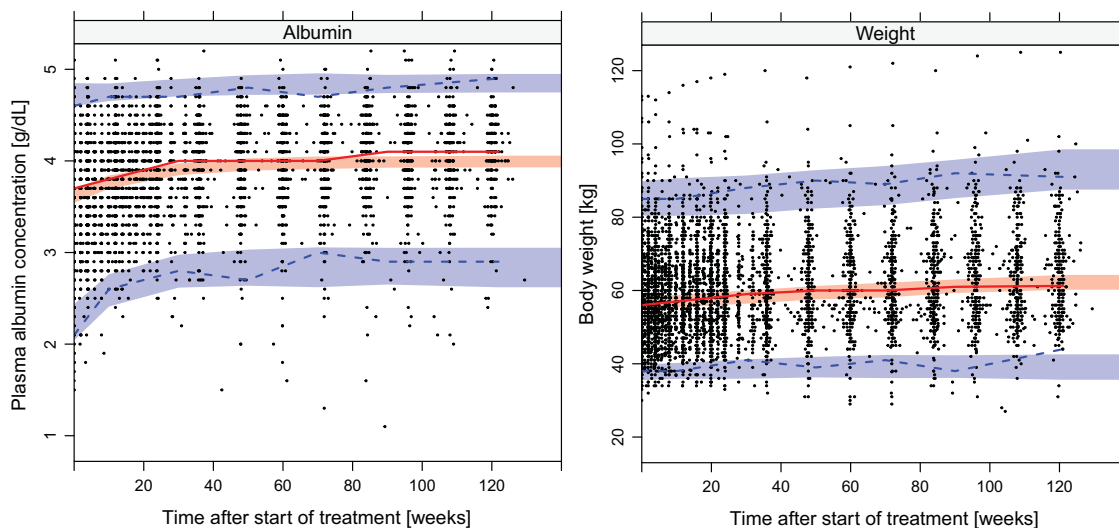 Albumin
Plasma albumin concentration [g/dL]
5
4
3
2
1
20 40 60 80 100 120
Time after start of treatment [weeks]
Weight
Body weight [kg]
120
100
80
60
40
20
20 40 60 80 100 120
Time after start of treatment [weeks]